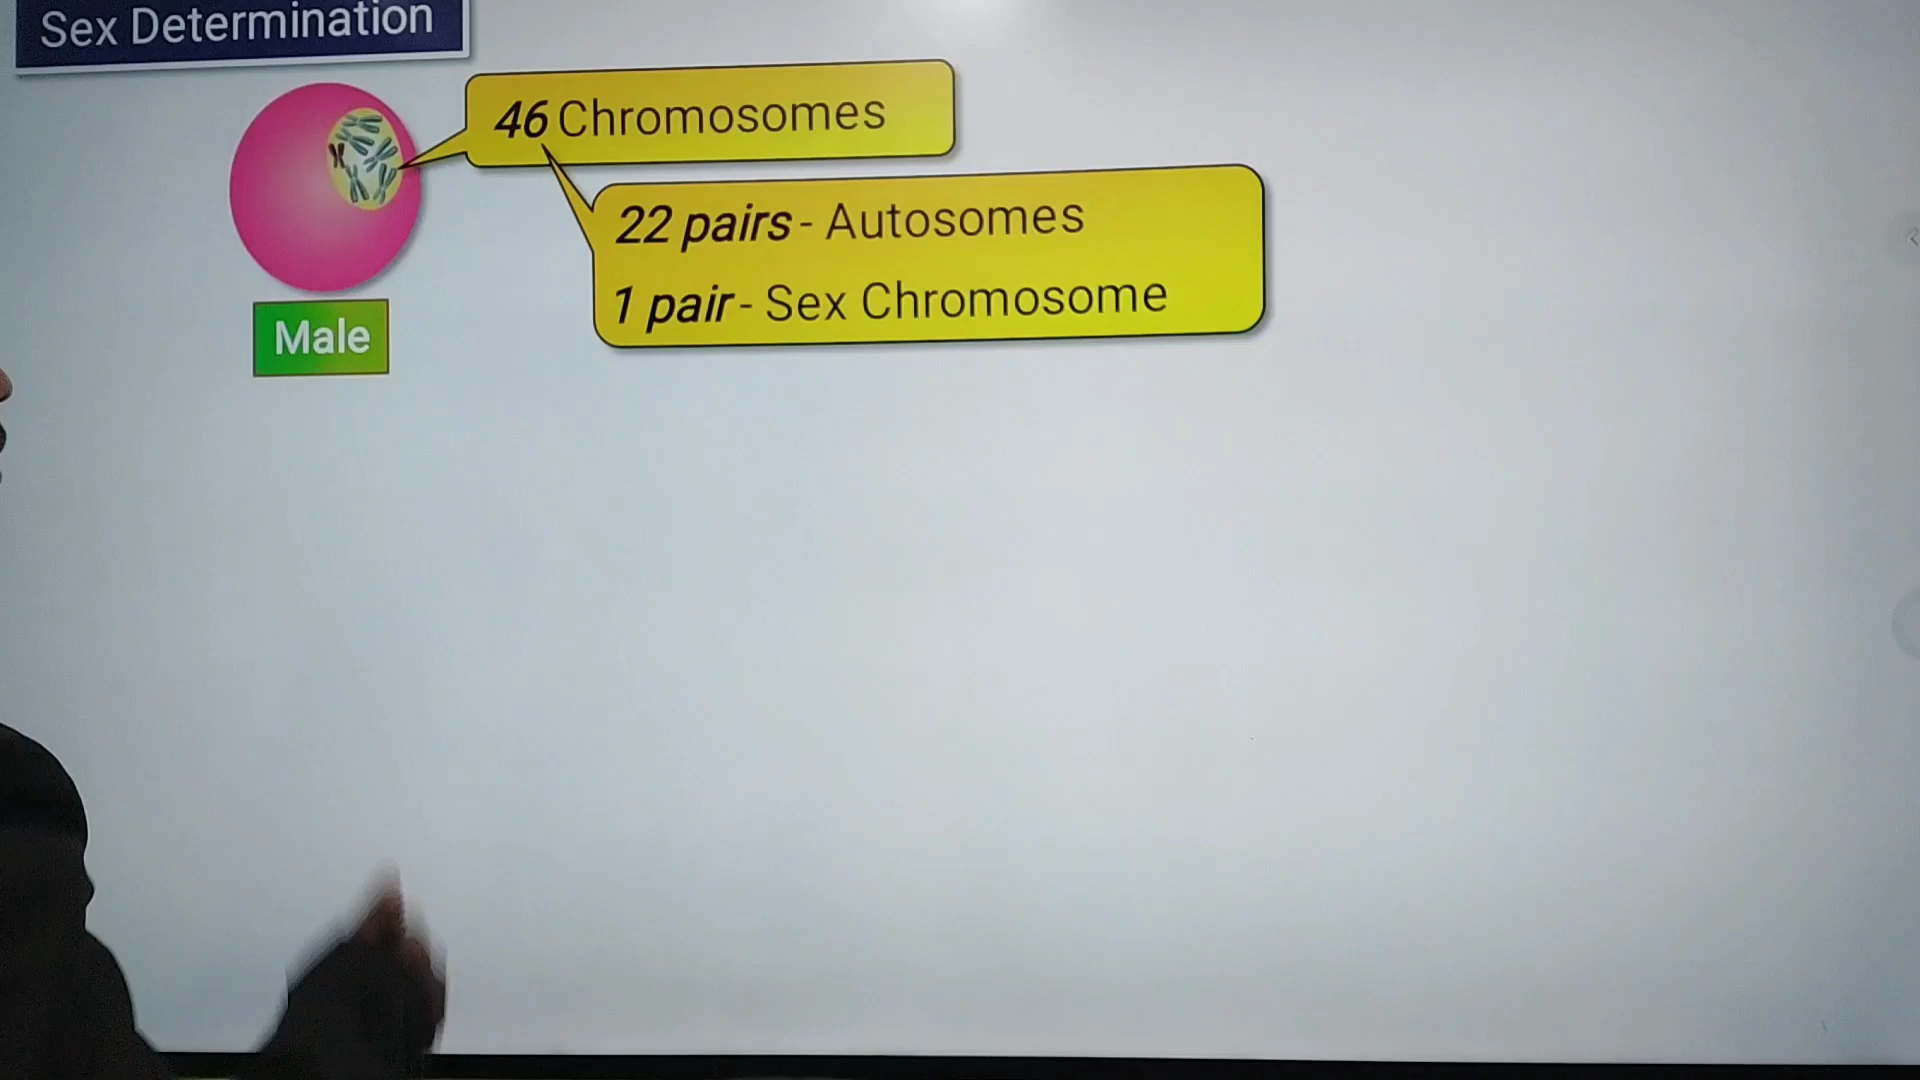 Sex Determination
46 Chromosomes
22 pairs - Autosomes
1 pair - Sex Chromosome
Male